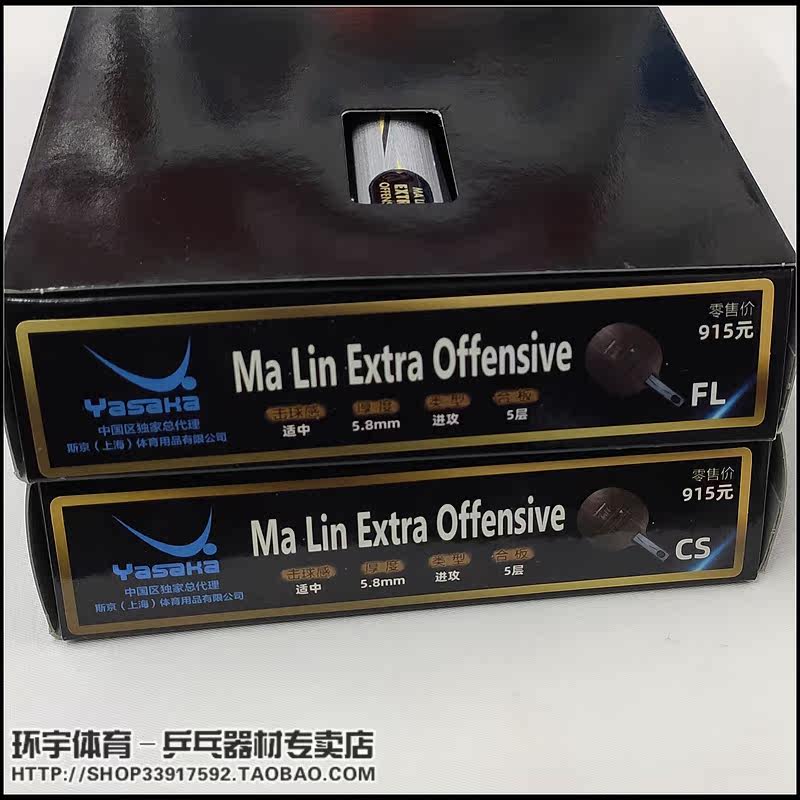 MA LIN
EXTR
OFFENS
Yasaka
中国区独家总代理
斯京（上海）体育用品有限公司
Ma Lin Extra Offensive
击球感 厚度 类型 合板
适中 5.8mm 进攻 5层
零售价
915元
FL
Yasaka
中国区独家总代理
斯京（上海）体育用品有限公司
Ma Lin Extra Offensive
击球感 厚度 类型 合板
适中 5.8mm 进攻 5层
零售价
915元
CS
环宇体育－乒乓器材专卖店
HTTP://SHOP33917592.TAOBAO.COM/